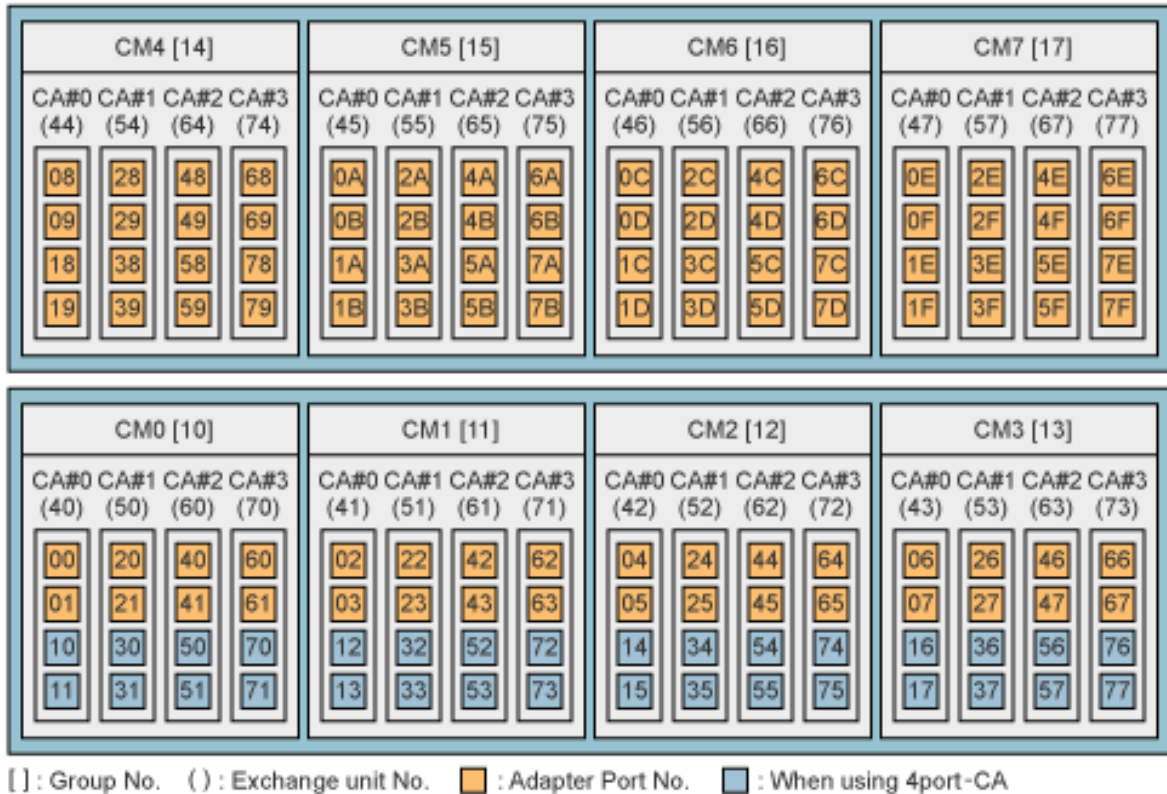 CM4 [14] CM5 [15] CM6 [16] CM7 [17]
CA#0 CA#1 CA#2 CA#3 CA#0 CA#1 CA#2 CA#3 CA#0 CA#1 CA#2 CA#3 CA#0 CA#1 CA#2 CA#3
(44) (54) (64) (74) (45) (55) (65) (75) (46) (56) (66) (76) (47) (57) (67) (77)
08 28 48 68 0A 2A 4A 6A 0C 2C 4C 6C 0E 2E 4E 6E
09 29 49 69 0B 2B 4B 6B 0D 2D 4D 6D 0F 2F 4F 6F
18 38 58 78 1A 3A 5A 7A 1C 3C 5C 7C 1E 3E 5E 7E
19 39 59 79 1B 3B 5B 7B 1D 3D 5D 7D 1F 3F 5F 7F
CM0 [10] CM1 [11] CM2 [12] CM3 [13]
CA#0 CA#1 CA#2 CA#3 CA#0 CA#1 CA#2 CA#3 CA#0 CA#1 CA#2 CA#3 CA#0 CA#1 CA#2 CA#3
(40) (50) (60) (70) (41) (51) (61) (71) (42) (52) (62) (72) (43) (53) (63) (73)
00 20 40 60 02 22 42 62 04 24 44 64 06 26 46 66
01 21 41 61 03 23 43 63 05 25 45 65 07 27 47 67
10 30 50 70 12 32 52 72 14 34 54 74 16 36 56 76
11 31 51 71 13 33 53 73 15 35 55 75 17 37 57 77
[ ] : Group No. ( ) : Exchange unit No. : Adapter Port No. : When using 4port-CA